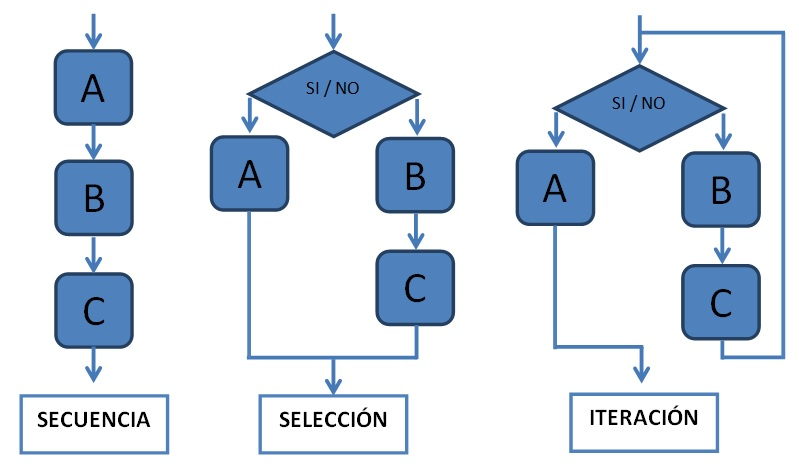 A
B
C
SECUENCIA
SI / NO
A
B
C
SELECCIÓN
SI / NO
A
B
C
ITERACIÓN